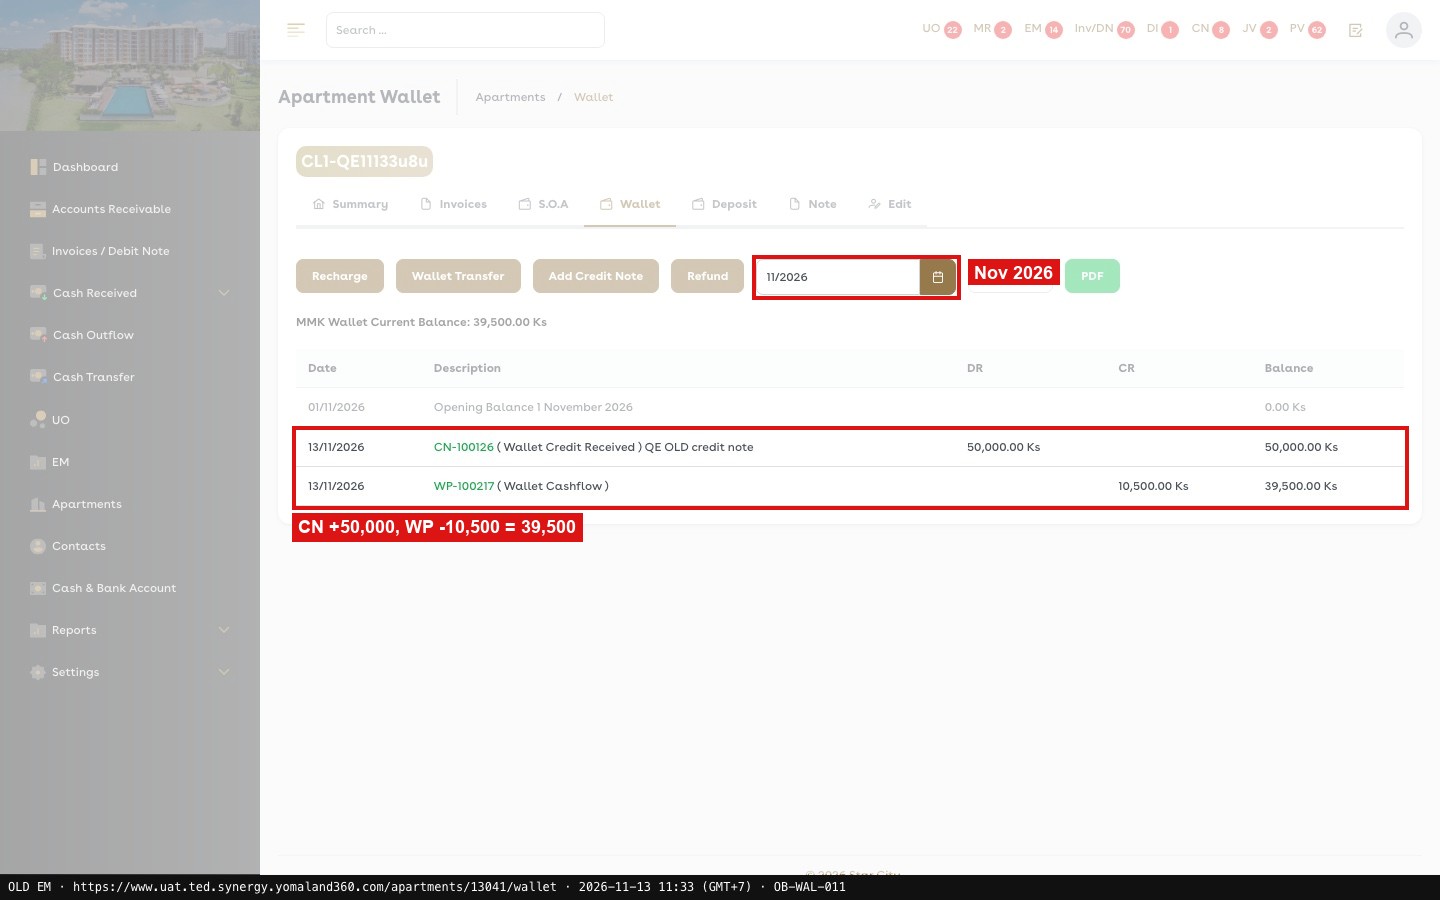 Search ...
UO 22 MR 2 EM 14 Inv/DN 70 DI 1 CN 8 JV 2 PV 62
Apartment Wallet
Apartments / Wallet
CL1-QE11133u8u
Summary Invoices S.O.A Wallet Deposit Note Edit
Recharge Wallet Transfer Add Credit Note Refund 11/2026 Nov 2026 PDF
MMK Wallet Current Balance: 39,500.00 Ks
Date Description DR CR Balance
01/11/2026 Opening Balance 1 November 2026 0.00 Ks
13/11/2026 CN-100126 ( Wallet Credit Received ) QE OLD credit note 50,000.00 Ks 50,000.00 Ks
13/11/2026 WP-100217 ( Wallet Cashflow ) 10,500.00 Ks 39,500.00 Ks
CN +50,000, WP -10,500 = 39,500
Dashboard
Accounts Receivable
Invoices / Debit Note
Cash Received
Cash Outflow
Cash Transfer
UO
EM
Apartments
Contacts
Cash & Bank Account
Reports
Settings
© 2026 Star City
OLD EM · https://www.uat.ted.synergy.yomaland360.com/apartments/13041/wallet · 2026-11-13 11:33 (GMT+7) · OB-WAL-011